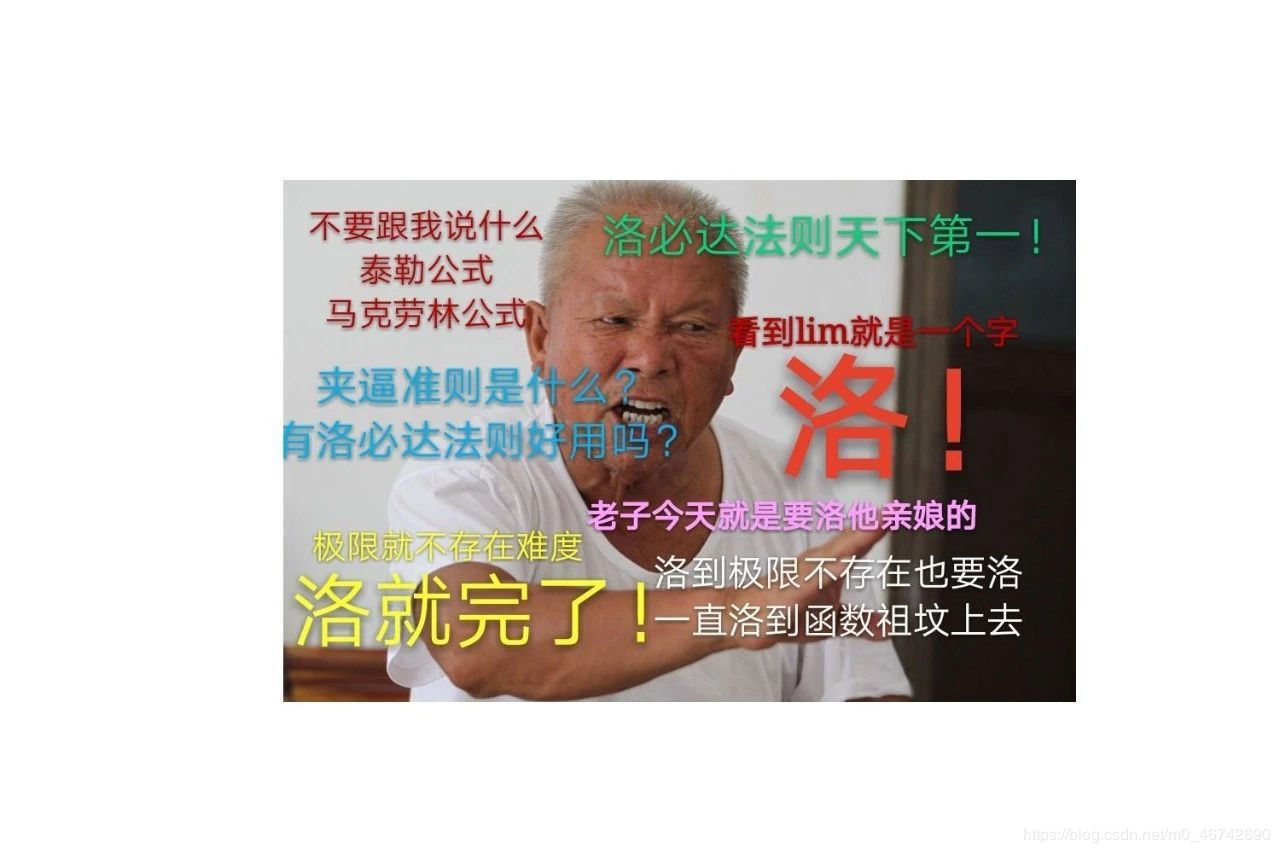 不要跟我说什么
泰勒公式
马克劳林公式
洛必达法则天下第一！
看到lim就是一个字
洛！
夹逼准则是什么？
有洛必达法则好用吗？
老子今天就是要洛他亲娘的
极限就不存在难度
洛就完了！
洛到极限不存在也要洛
一直洛到函数祖坟上去
https://blog.csdn.net/m0_46742690